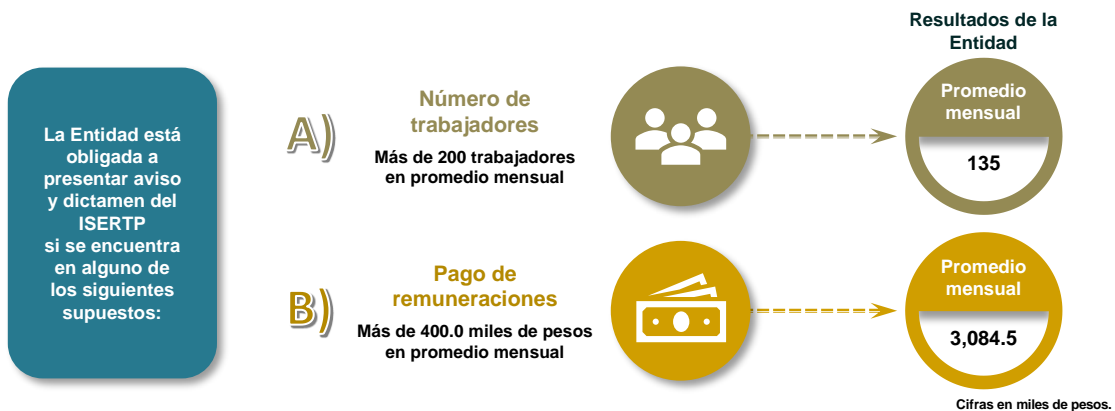 La Entidad está
obligada a
presentar aviso
y dictamen del
ISERTP
si se encuentra
en alguno de
los siguientes
supuestos:
A)
Número de
trabajadores
Más de 200 trabajadores
en promedio mensual
Resultados de la
Entidad
Promedio
mensual
135
B)
Pago de
remuneraciones
Más de 400.0 miles de pesos
en promedio mensual
Promedio
mensual
3,084.5
Cifras en miles de pesos.